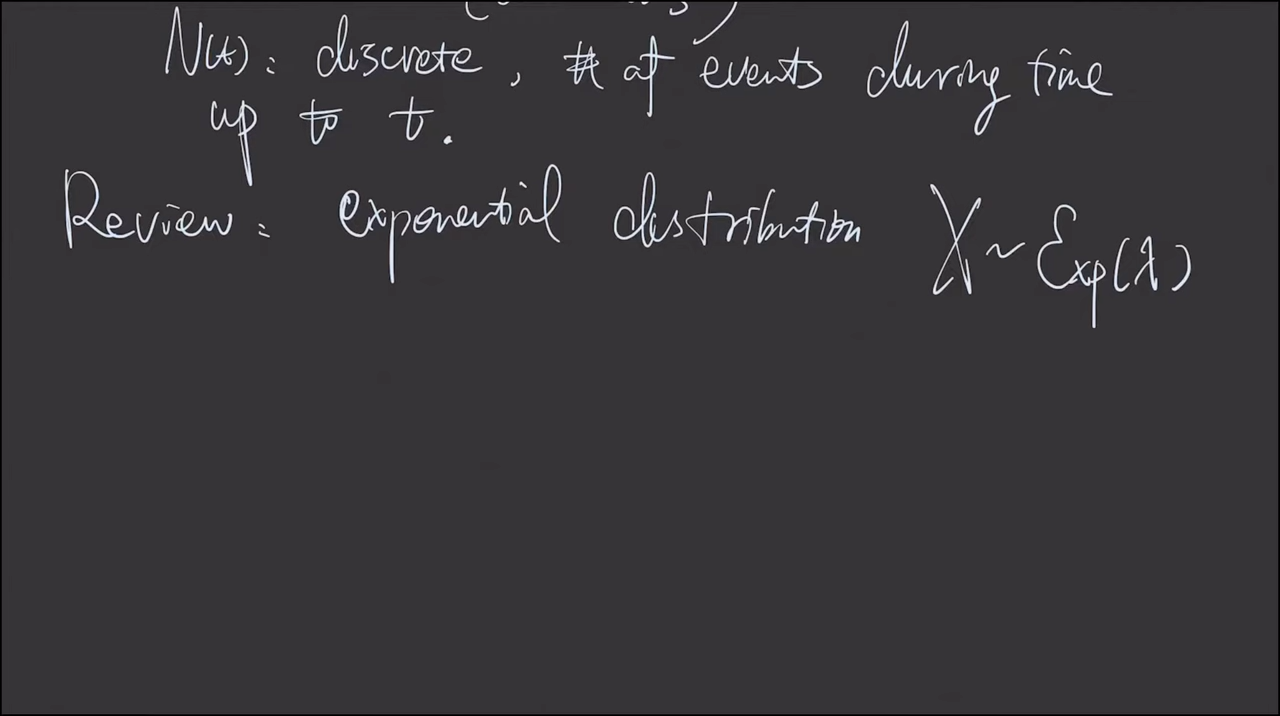 N(t): discrete, # of events during time
up to t.
Review: exponential distribution X ~ Exp(λ)